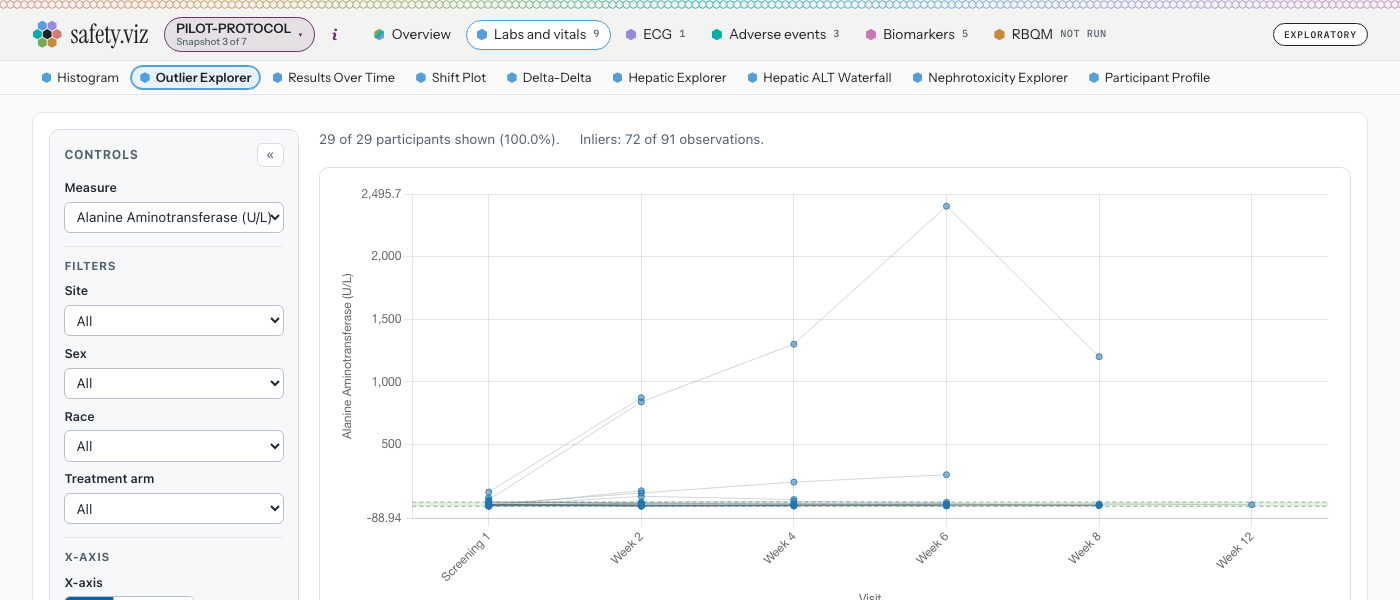 safety.viz
PILOT-PROTOCOL
Snapshot 3 of 7
i
Overview
Labs and vitals 9
ECG 1
Adverse events 3
Biomarkers 5
RBQM NOT RUN
EXPLORATORY
Histogram
Outlier Explorer
Results Over Time
Shift Plot
Delta-Delta
Hepatic Explorer
Hepatic ALT Waterfall
Nephrotoxicity Explorer
Participant Profile
CONTROLS
«
Measure
Alanine Aminotransferase (U/L)
FILTERS
Site
All
Sex
All
Race
All
Treatment arm
All
X-AXIS
X-axis
29 of 29 participants shown (100.0%). Inliers: 72 of 91 observations.
2,495.7
2,000
1,500
1,000
500
-88.94
Alanine Aminotransferase (U/L)
Screening 1
Week 2
Week 4
Week 6
Week 8
Week 12
Visit